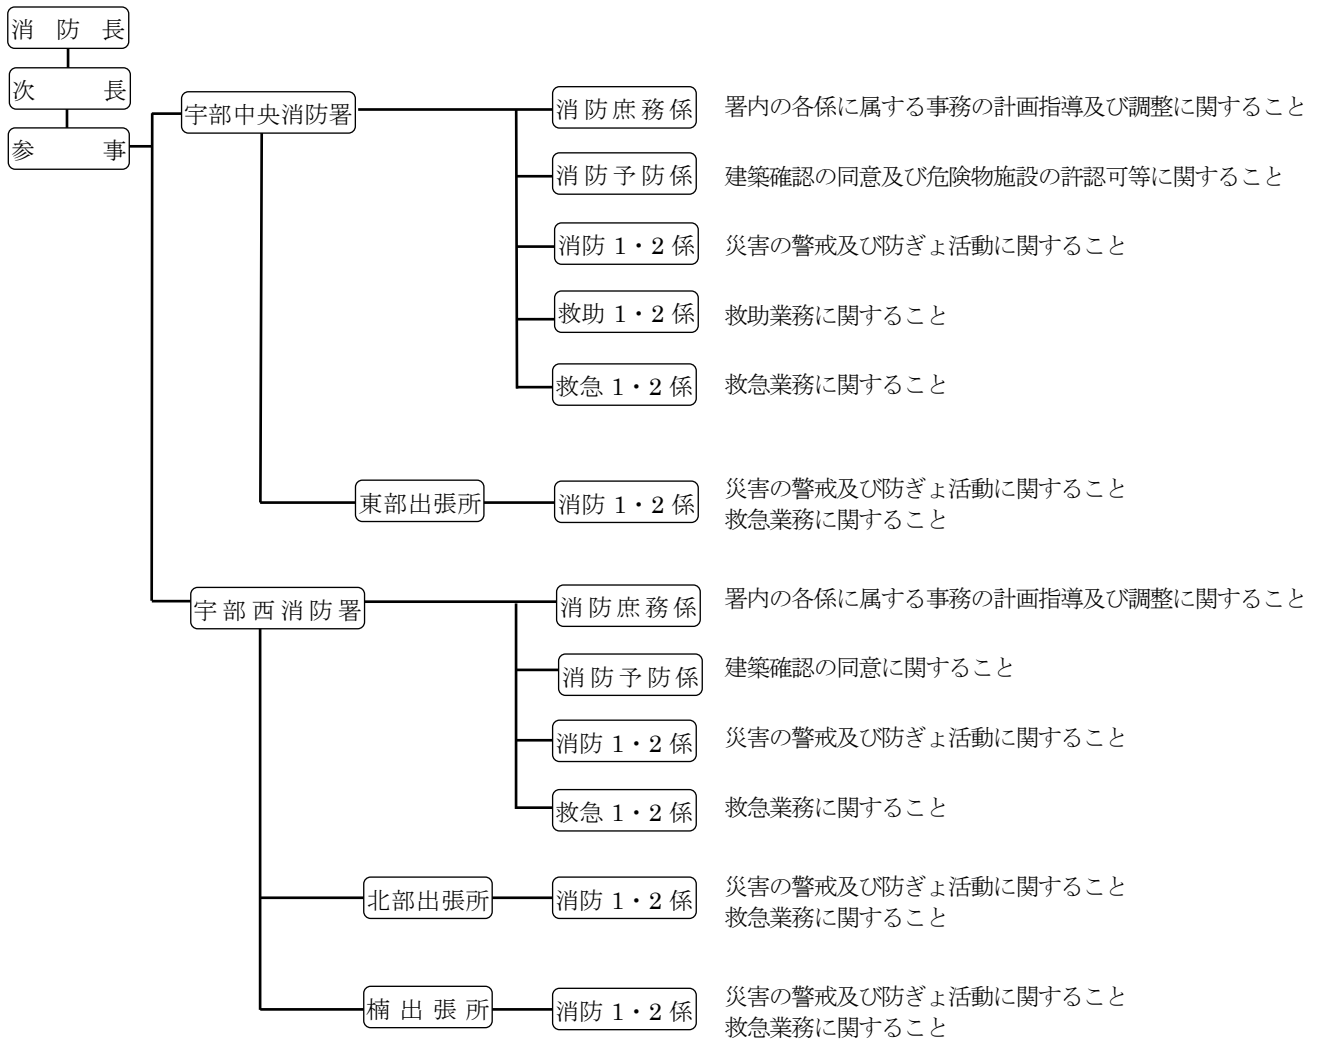 消防長
次長
参事
宇部中央消防署
消防庶務係 署内の各係に属する事務の計画指導及び調整に関すること
消防予防係 建築確認の同意及び危険物施設の許認可等に関すること
消防 1・2 係 災害の警戒及び防ぎょ活動に関すること
救助 1・2 係 救助業務に関すること
救急 1・2 係 救急業務に関すること
東部出張所 消防 1・2 係 災害の警戒及び防ぎょ活動に関すること
救急業務に関すること
宇部西消防署
消防庶務係 署内の各係に属する事務の計画指導及び調整に関すること
消防予防係 建築確認の同意に関すること
消防 1・2 係 災害の警戒及び防ぎょ活動に関すること
救急 1・2 係 救急業務に関すること
北部出張所 消防 1・2 係 災害の警戒及び防ぎょ活動に関すること
救急業務に関すること
楠出張所 消防 1・2 係 災害の警戒及び防ぎょ活動に関すること
救急業務に関すること